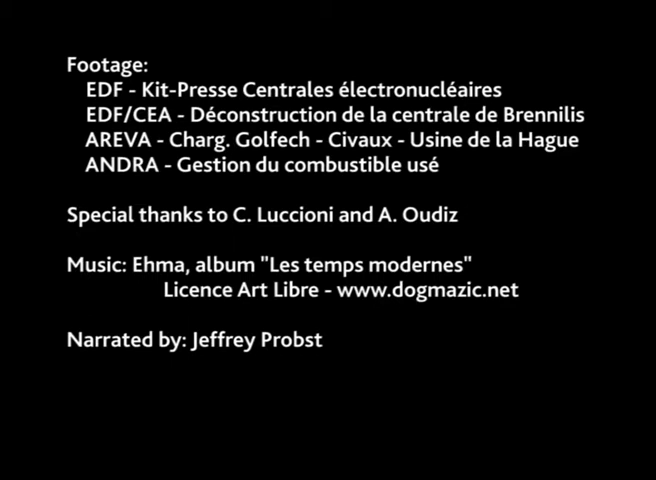 Footage:
EDF - Kit-Presse Centrales électronucléaires
EDF/CEA - Déconstruction de la centrale de Brennilis
AREVA - Charg. Golfech - Civaux - Usine de la Hague
ANDRA - Gestion du combustible usé
Special thanks to C. Luccioni and A. Oudiz
Music: Ehma, album "Les temps modernes"
Licence Art Libre - www.dogmazic.net
Narrated by: Jeffrey Probst